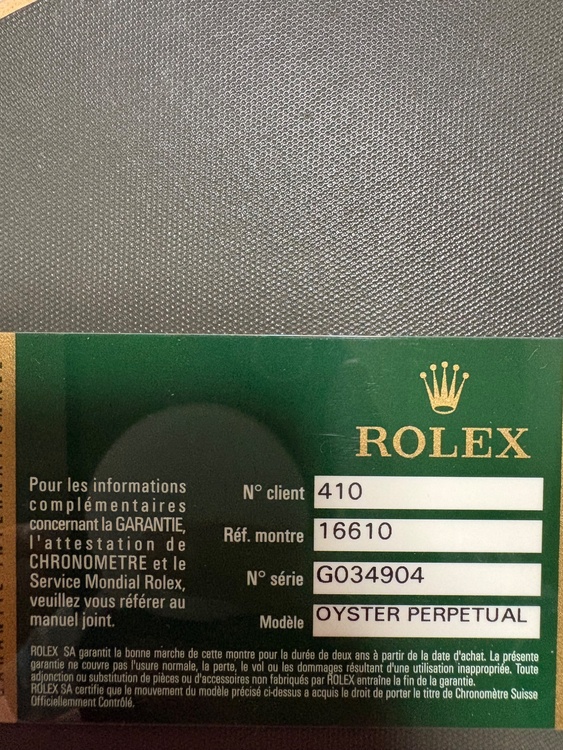 ROLEX
Pour les informations
complémentaires
concernant la GARANTIE,
l'attestation de
CHRONOMETRE et le
Service Mondial Rolex,
veuillez vous référer au
manuel joint.
N° client 410
Réf. montre 16610
N° série G034904
Modèle OYSTER PERPETUAL
ROLEX SA garantit la bonne marche de cette montre pour la durée de deux ans à partir de la date d'achat. La présente
garantie ne couvre pas l'usure normale, la perte, le vol ou les dommages résultant d'une utilisation inappropriée. Toute
adjonction ou substitution de pièces ou d'accessoires non fabriqués par ROLEX entraîne la fin de la garantie.
ROLEX SA certifie que le mouvement du modèle précisé ci-dessus a acquis le droit de porter le titre de Chronomètre Suisse
Officiellement Contrôlé.